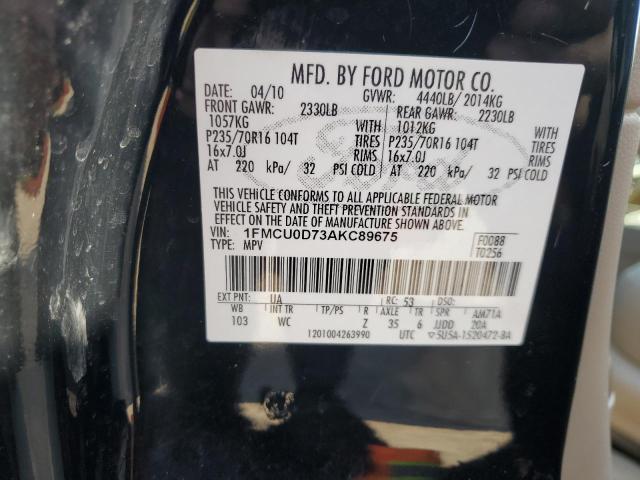 MFD. BY FORD MOTOR CO.
DATE: 04/10 GVWR: 4440LB/ 2014KG
FRONT GAWR: 2330LB REAR GAWR: 2230LB
1057KG WITH 1012KG WITH
P235/70R16 104T TIRES P235/70R16 104T TIRES
16x7.0J RIMS 16x7.0J RIMS
AT 220 kPa/ 32 PSI COLD AT 220 kPa/ 32 PSI COLD
THIS VEHICLE CONFORMS TO ALL APPLICABLE FEDERAL MOTOR
VEHICLE SAFETY AND THEFT PREVENTION STANDARDS IN
EFFECT ON THE DATE OF MANUFACTURE SHOWN ABOVE.
VIN: 1FMCU0D73AKC89675 F0088
TYPE: MPV T0256
EXT PNT: UA RC: 53 DSO:
WB INT TR TP/PS R AXLE TR SPR AM71A
103 WC Z 35 6 JJDD 20A
1201004263990 UTC ▽5U5A-1520472-BA
Ford